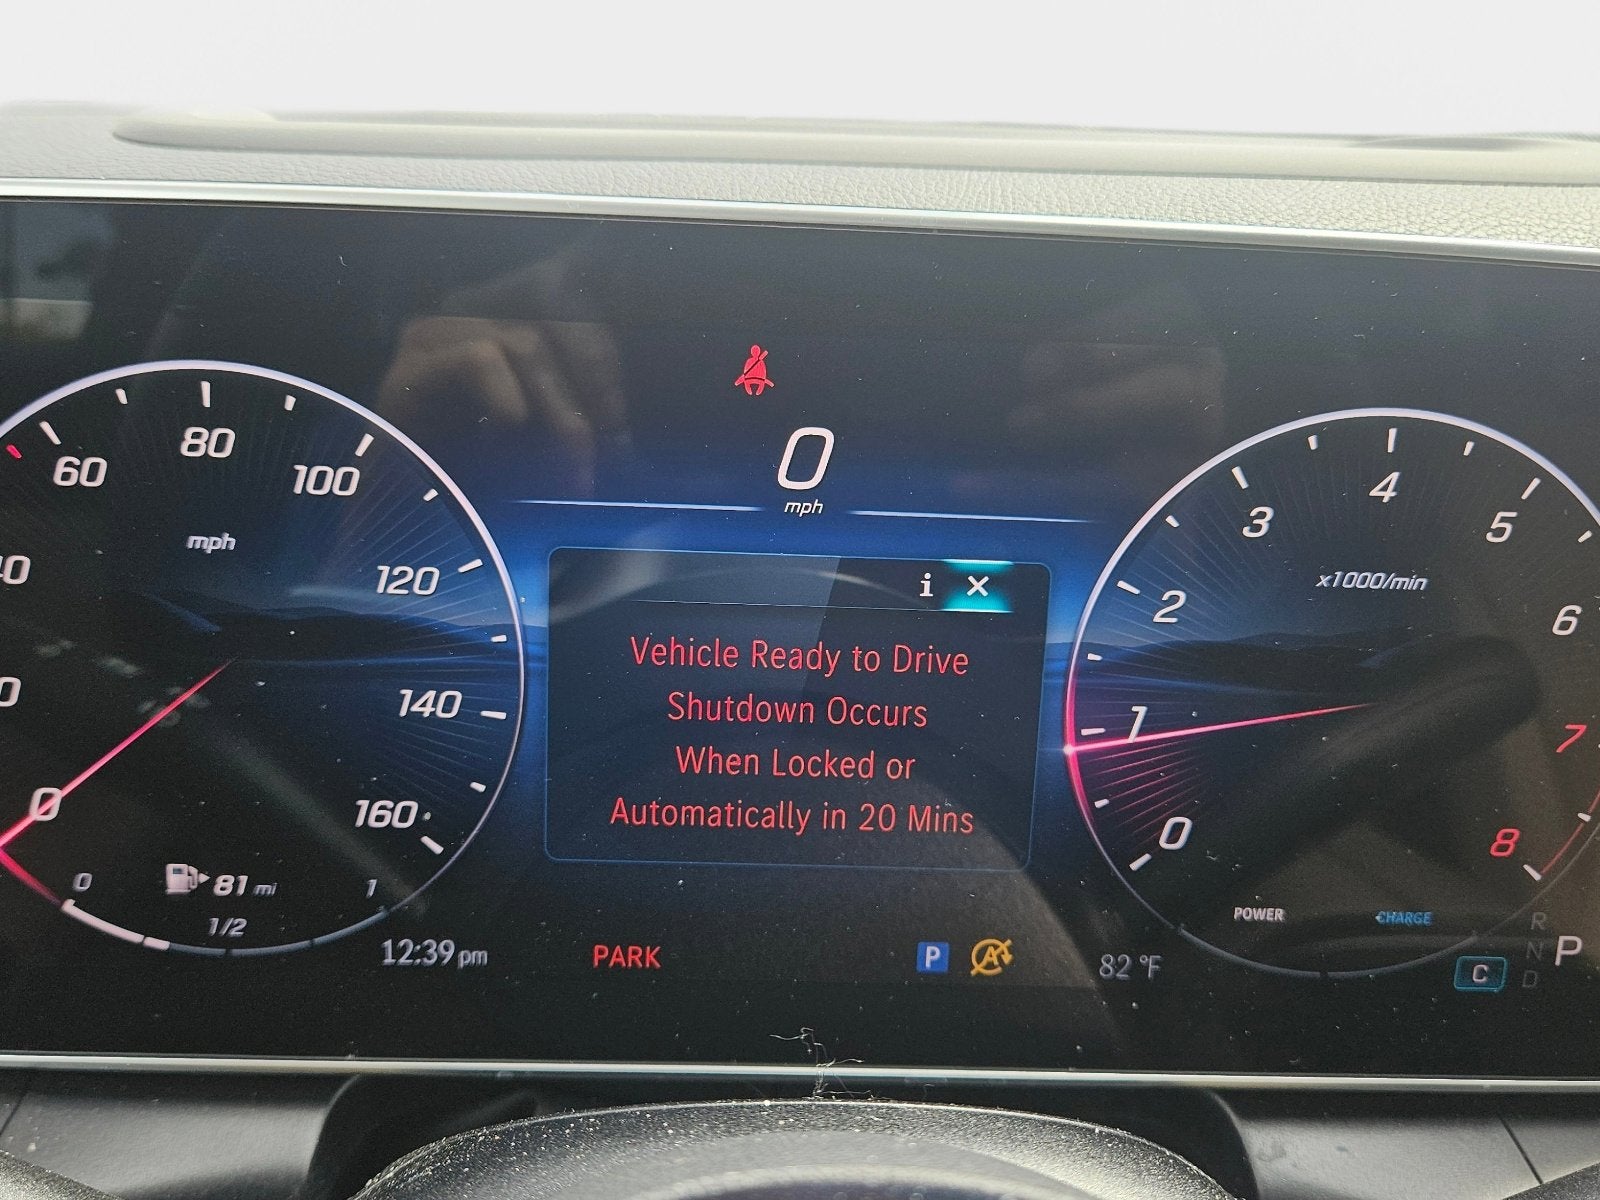 0
mph
i X
Vehicle Ready to Drive
Shutdown Occurs
When Locked or
Automatically in 20 Mins
0
60
80
100
120
140
160
mph
0 1/2 1
81 mi
12:39 pm
PARK
P
A
82 °F
0
1
2
3
4
5
6
7
8
x1000/min
POWER
CHARGE
C
R
N
D
P